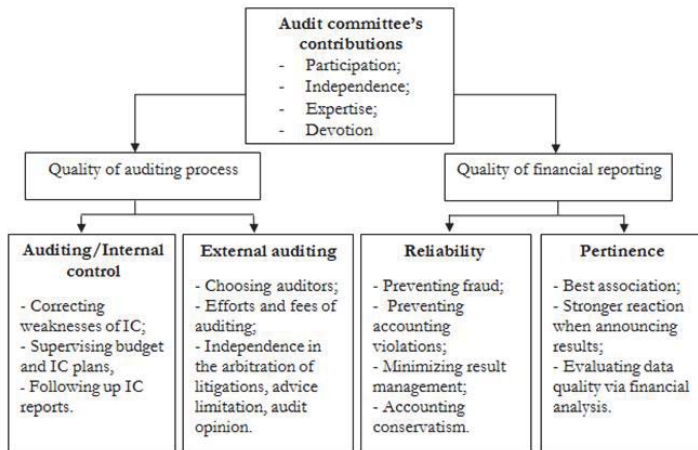 Audit committee's
contributions
- Participation;
- Independence;
- Expertise;
- Devotion
Quality of auditing process
Quality of financial reporting
Auditing/Internal
control
- Correcting
weaknesses of IC;
- Supervising budget
and IC plans,
- Following up IC
reports.
External auditing
- Choosing auditors;
- Efforts and fees of
auditing;
- Independence in
the arbitration of
litigations, advice
limitation, audit
opinion.
Reliability
- Preventing fraud;
- Preventing
accounting
violations;
- Minimizing result
management;
- Accounting
conservatism.
Pertinence
- Best association;
- Stronger reaction
when announcing
results;
- Evaluating data
quality via financial
analysis.